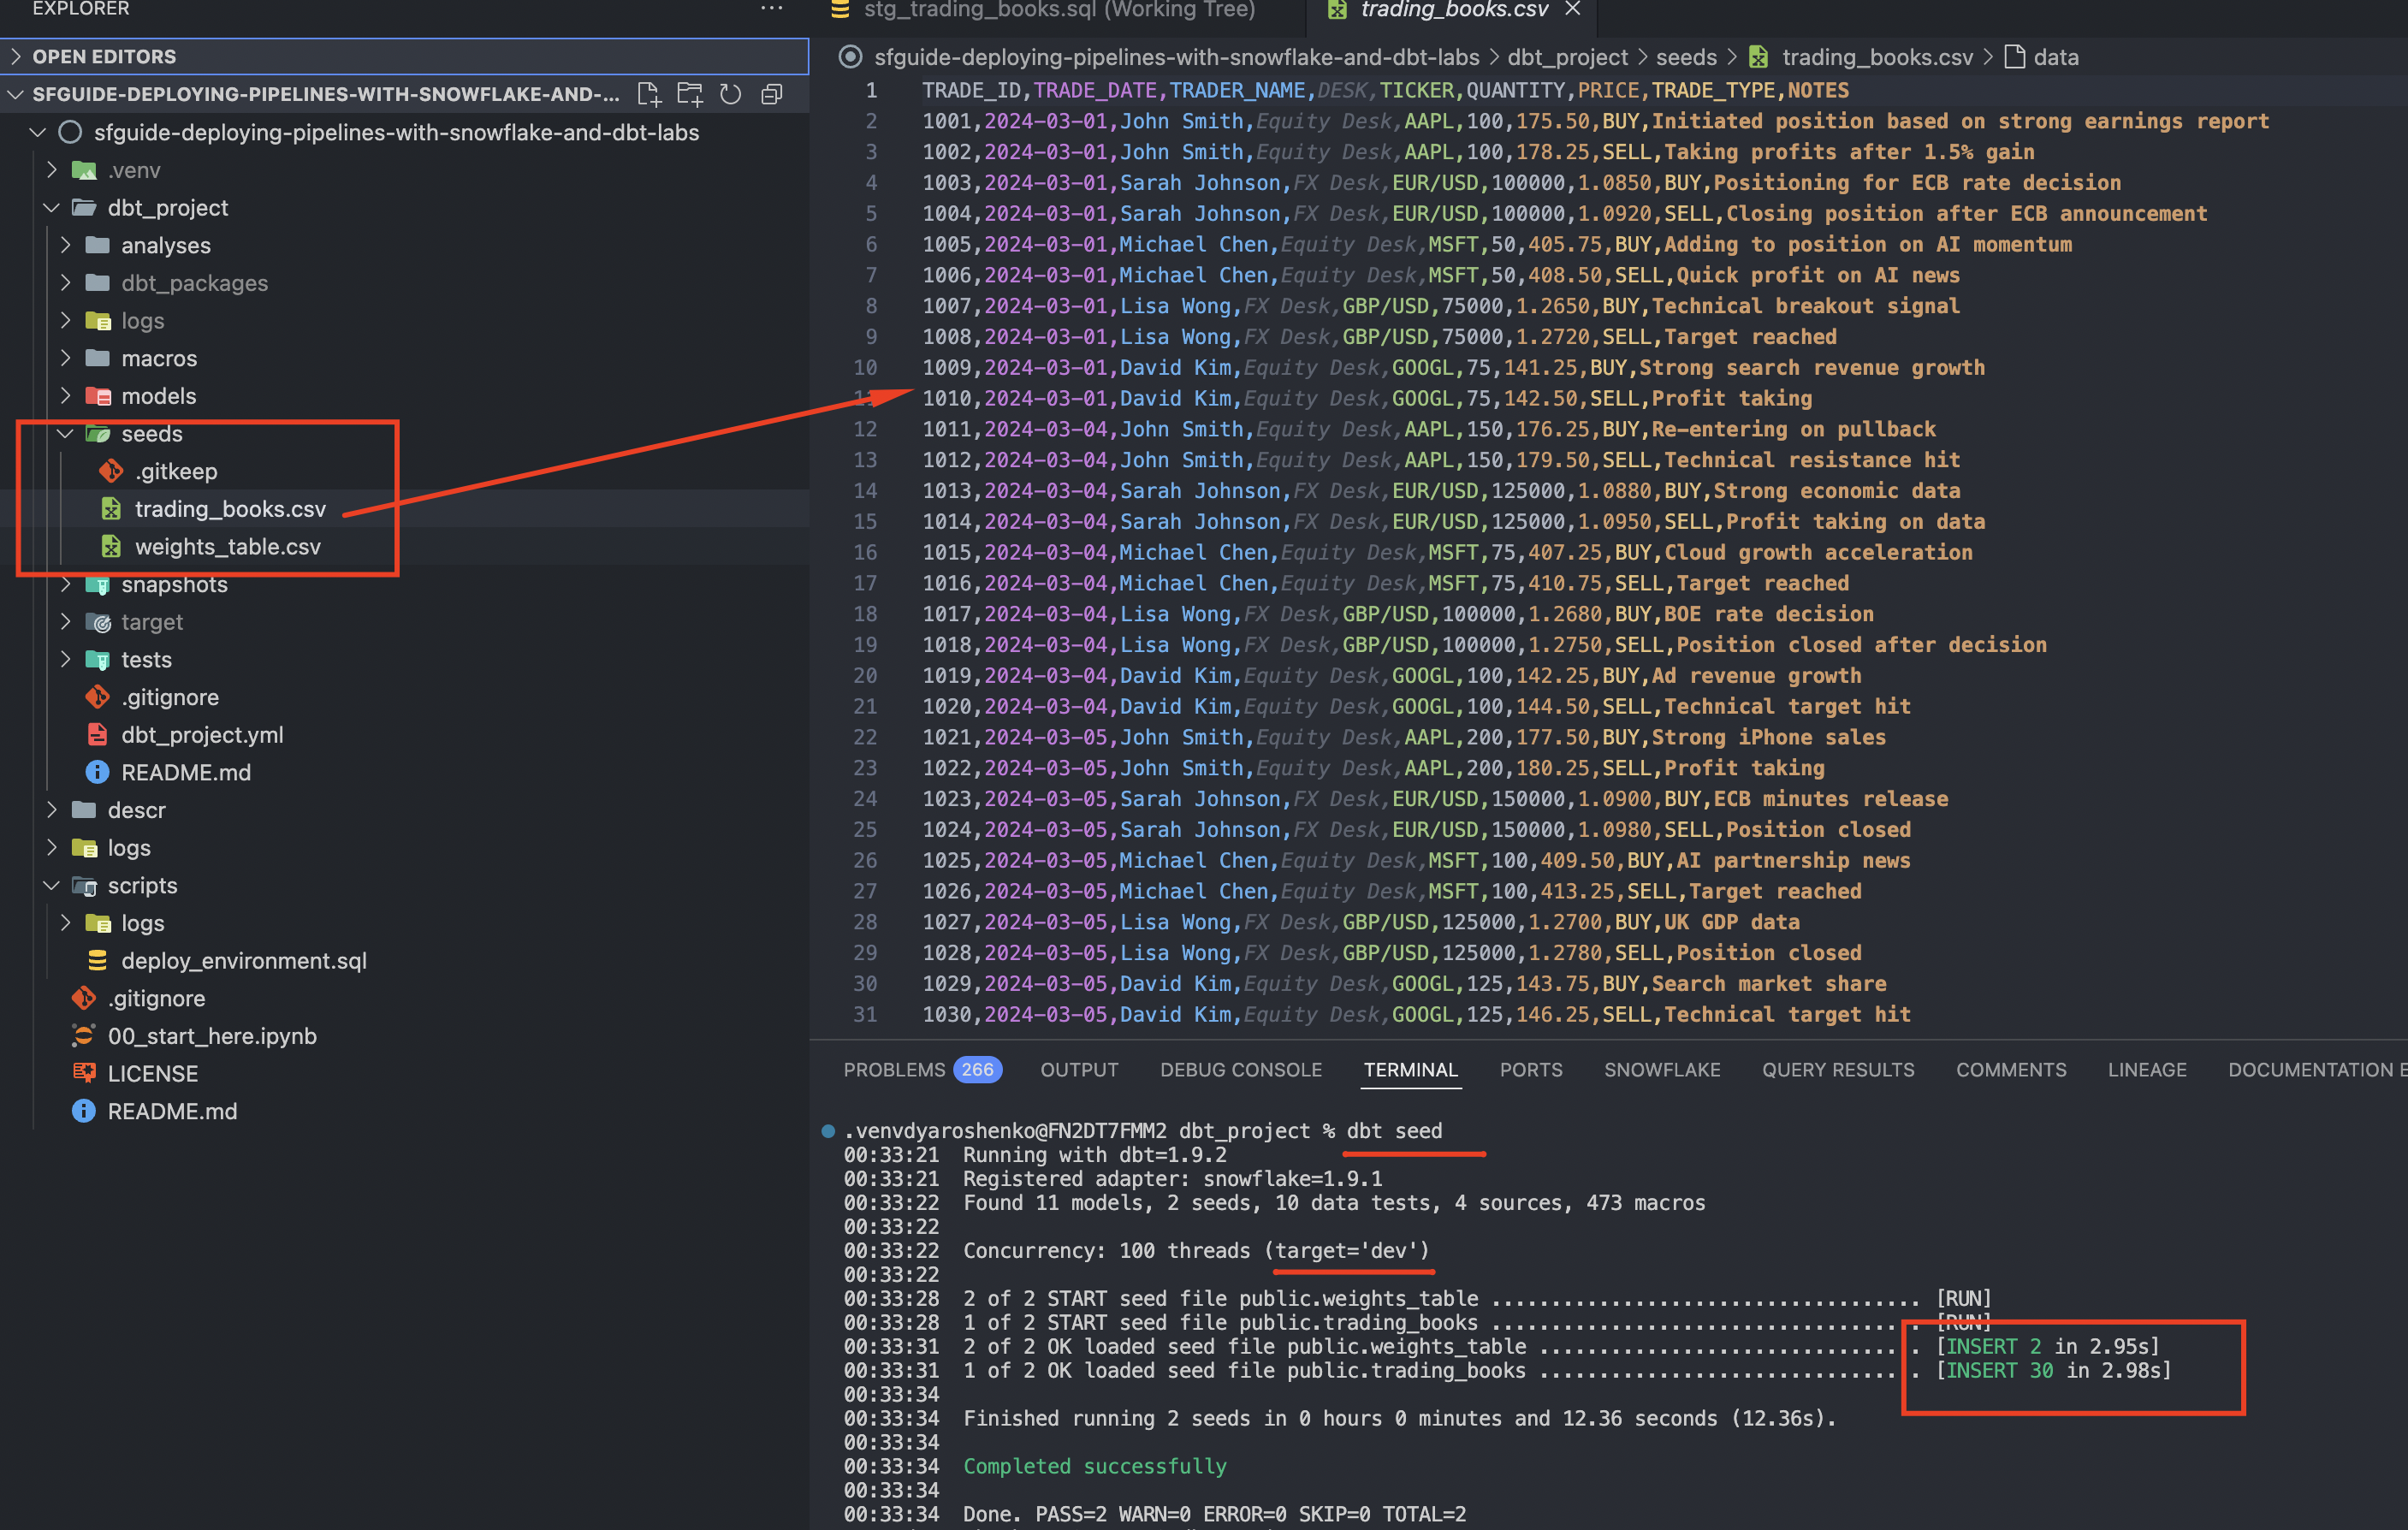 EXPLORER
OPEN EDITORS
SFGUIDE-DEPLOYING-PIPELINES-WITH-SNOWFLAKE-AND-...
sfguide-deploying-pipelines-with-snowflake-and-dbt-labs
.venv
dbt_project
analyses
dbt_packages
logs
macros
models
seeds
.gitkeep
trading_books.csv
weights_table.csv
snapshots
target
tests
.gitignore
dbt_project.yml
README.md
descr
logs
scripts
logs
deploy_environment.sql
.gitignore
00_start_here.ipynb
LICENSE
README.md
stg_trading_books.sql (Working Tree)
trading_books.csv
sfguide-deploying-pipelines-with-snowflake-and-dbt-labs > dbt_project > seeds > trading_books.csv > data
1 TRADE_ID,TRADE_DATE,TRADER_NAME,DESK,TICKER,QUANTITY,PRICE,TRADE_TYPE,NOTES
2 1001,2024-03-01,John Smith,Equity Desk,AAPL,100,175.50,BUY,Initiated position based on strong earnings report
3 1002,2024-03-01,John Smith,Equity Desk,AAPL,100,178.25,SELL,Taking profits after 1.5% gain
4 1003,2024-03-01,Sarah Johnson,FX Desk,EUR/USD,100000,1.0850,BUY,Positioning for ECB rate decision
5 1004,2024-03-01,Sarah Johnson,FX Desk,EUR/USD,100000,1.0920,SELL,Closing position after ECB announcement
6 1005,2024-03-01,Michael Chen,Equity Desk,MSFT,50,405.75,BUY,Adding to position on AI momentum
7 1006,2024-03-01,Michael Chen,Equity Desk,MSFT,50,408.50,SELL,Quick profit on AI news
8 1007,2024-03-01,Lisa Wong,FX Desk,GBP/USD,75000,1.2650,BUY,Technical breakout signal
9 1008,2024-03-01,Lisa Wong,FX Desk,GBP/USD,75000,1.2720,SELL,Target reached
10 1009,2024-03-01,David Kim,Equity Desk,GOOGL,75,141.25,BUY,Strong search revenue growth
11 1010,2024-03-01,David Kim,Equity Desk,GOOGL,75,142.50,SELL,Profit taking
12 1011,2024-03-04,John Smith,Equity Desk,AAPL,150,176.25,BUY,Re-entering on pullback
13 1012,2024-03-04,John Smith,Equity Desk,AAPL,150,179.50,SELL,Technical resistance hit
14 1013,2024-03-04,Sarah Johnson,FX Desk,EUR/USD,125000,1.0880,BUY,Strong economic data
15 1014,2024-03-04,Sarah Johnson,FX Desk,EUR/USD,125000,1.0950,SELL,Profit taking on data
16 1015,2024-03-04,Michael Chen,Equity Desk,MSFT,75,407.25,BUY,Cloud growth acceleration
17 1016,2024-03-04,Michael Chen,Equity Desk,MSFT,75,410.75,SELL,Target reached
18 1017,2024-03-04,Lisa Wong,FX Desk,GBP/USD,100000,1.2680,BUY,BOE rate decision
19 1018,2024-03-04,Lisa Wong,FX Desk,GBP/USD,100000,1.2750,SELL,Position closed after decision
20 1019,2024-03-04,David Kim,Equity Desk,GOOGL,100,142.25,BUY,Ad revenue growth
21 1020,2024-03-04,David Kim,Equity Desk,GOOGL,100,144.50,SELL,Technical target hit
22 1021,2024-03-05,John Smith,Equity Desk,AAPL,200,177.50,BUY,Strong iPhone sales
23 1022,2024-03-05,John Smith,Equity Desk,AAPL,200,180.25,SELL,Profit taking
24 1023,2024-03-05,Sarah Johnson,FX Desk,EUR/USD,150000,1.0900,BUY,ECB minutes release
25 1024,2024-03-05,Sarah Johnson,FX Desk,EUR/USD,150000,1.0980,SELL,Position closed
26 1025,2024-03-05,Michael Chen,Equity Desk,MSFT,100,409.50,BUY,AI partnership news
27 1026,2024-03-05,Michael Chen,Equity Desk,MSFT,100,413.25,SELL,Target reached
28 1027,2024-03-05,Lisa Wong,FX Desk,GBP/USD,125000,1.2700,BUY,UK GDP data
29 1028,2024-03-05,Lisa Wong,FX Desk,GBP/USD,125000,1.2780,SELL,Position closed
30 1029,2024-03-05,David Kim,Equity Desk,GOOGL,125,143.75,BUY,Search market share
31 1030,2024-03-05,David Kim,Equity Desk,GOOGL,125,146.25,SELL,Technical target hit
PROBLEMS 266 OUTPUT DEBUG CONSOLE TERMINAL PORTS SNOWFLAKE QUERY RESULTS COMMENTS LINEAGE DOCUMENTATION E
.venvdyaroshenko@FN2DT7FMM2 dbt_project % dbt seed
00:33:21 Running with dbt=1.9.2
00:33:21 Registered adapter: snowflake=1.9.1
00:33:22 Found 11 models, 2 seeds, 10 data tests, 4 sources, 473 macros
00:33:22
00:33:22 Concurrency: 100 threads (target='dev')
00:33:22
00:33:28 2 of 2 START seed file public.weights_table .................................... [RUN]
00:33:28 1 of 2 START seed file public.trading_books .................................... [RUN]
00:33:31 2 of 2 OK loaded seed file public.weights_table ................................ [INSERT 2 in 2.95s]
00:33:31 1 of 2 OK loaded seed file public.trading_books ................................ [INSERT 30 in 2.98s]
00:33:34
00:33:34 Finished running 2 seeds in 0 hours 0 minutes and 12.36 seconds (12.36s).
00:33:34
00:33:34 Completed successfully
00:33:34
00:33:34 Done. PASS=2 WARN=0 ERROR=0 SKIP=0 TOTAL=2